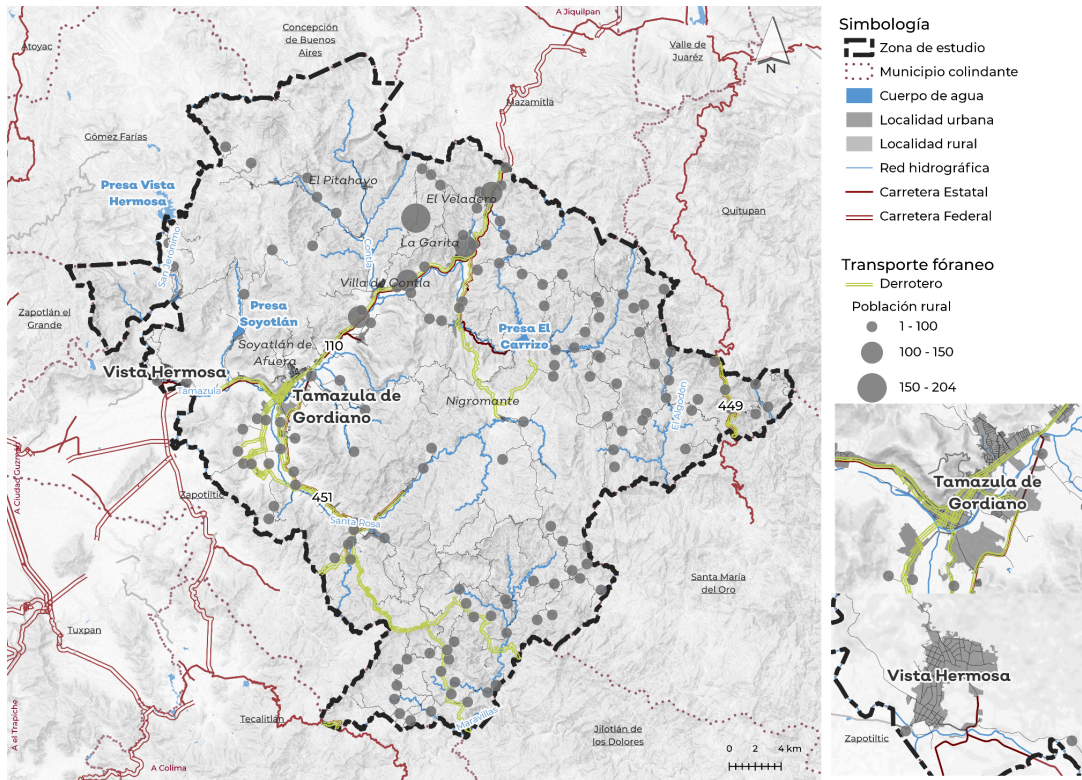 A Jiquilpan
Concepción
de Buenos
Aires
Atoyac
Valle de
Juaréz
N
Mazamitla
Gómez Farías
El Pitahayo
Presa Vista
Hermosa
El Veladero
Quitupan
La Garita
San Jerónimo
Contla
Villa de Contla
Presa
Soyotlán
Zapotlán el
Grande
Presa El
Carrizo
Soyatlán de
Afuera
110
Vista Hermosa
Tamazula
Tamazula de
Gordiano
Nigromante
449
El Algodón
A Ciudad Guzmán
Zapotiltic
451
Santa Rosa
Santa María
del Oro
Tuxpan
Tecalitlán
Maravillas
Jilotlán de
los Dolores
A el Trapiche
A Colima
0 2 4 km
Simbología
Zona de estudio
Municipio colindante
Cuerpo de agua
Localidad urbana
Localidad rural
Red hidrográfica
Carretera Estatal
Carretera Federal
Transporte fóraneo
Derrotero
Población rural
1 - 100
100 - 150
150 - 204
Tamazula de
Gordiano
Vista Hermosa
Zapotiltic